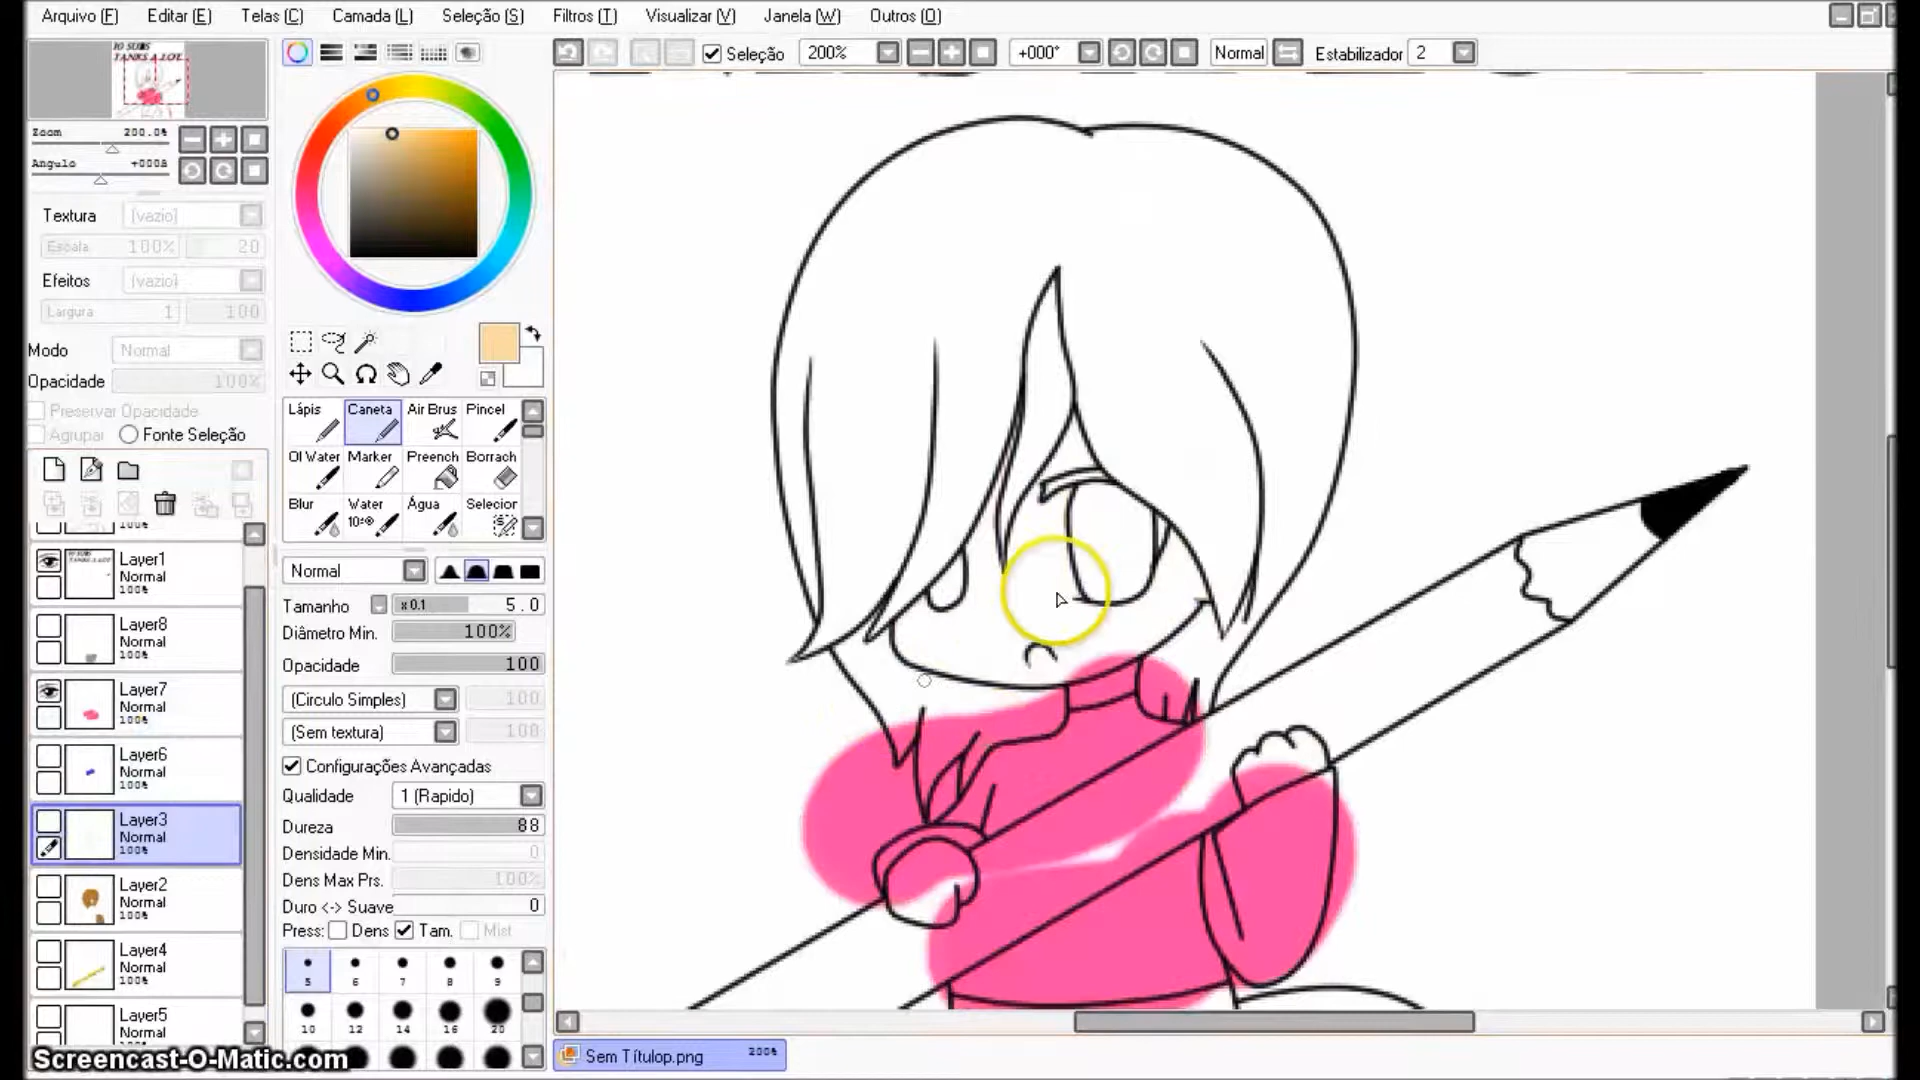 Arquivo (F) Editar (E) Telas (C) Camada (L) Seleção (S) Filtros (T) Visualizar (V) Janela (W) Outros (O)
Seleção 200% +000° Normal Estabilizador 2
10 SUBS
TANKS A LOT
Zoom 200.0%
Angulo +000°
Textura (vazio)
Escala 100% 20
Efeitos (vazio)
Largura 1 100
Modo Normal
Opacidade 100%
Preservar Opacidade
Agrupar Fonte Seleção
100%
Layer1
Normal
100%
Layer8
Normal
100%
Layer7
Normal
100%
Layer6
Normal
100%
Layer3
Normal
100%
Layer2
Normal
100%
Layer4
Normal
100%
Layer5
Normal
Lápis Caneta Air Brus Pincel
Ol Water Marker Preench Borrach
Blur Water Água Selecior
Normal
Tamanho x 0.1 5.0
Diâmetro Min. 100%
Opacidade 100
(Circulo Simples) 100
(Sem textura) 100
Configurações Avançadas
Qualidade 1 (Rapido)
Dureza 88
Densidade Min. 0
Dens Max Prs. 100%
Duro <-> Suave 0
Press: Dens Tam. Mist
5 6 7 8 9
10 12 14 16 20
Sem Títulop.png 200%
Screencast-O-Matic.com